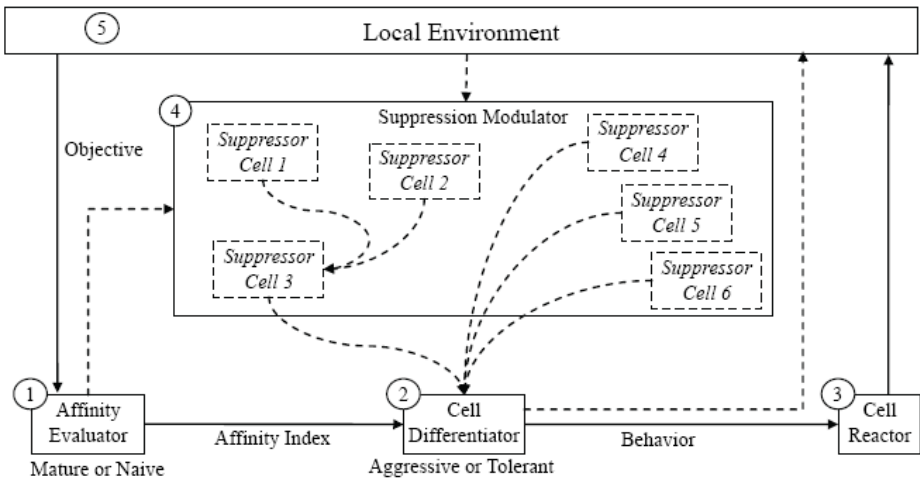 5
Local Environment
4
Suppression Modulator
Suppressor
Cell 1
Suppressor
Cell 2
Suppressor
Cell 4
Objective
Suppressor
Cell 5
Suppressor
Cell 3
Suppressor
Cell 6
1
Affinity
Evaluator
Mature or Naive
Affinity Index
2
Cell
Differentiator
Aggressive or Tolerant
Behavior
3
Cell
Reactor